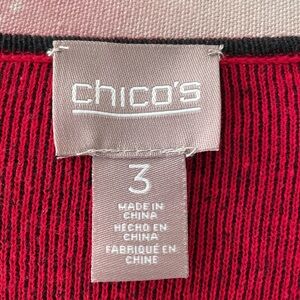 chico's
3
MADE IN
CHINA
HECHO EN
CHINA
FABRIQUÉ EN
CHINE